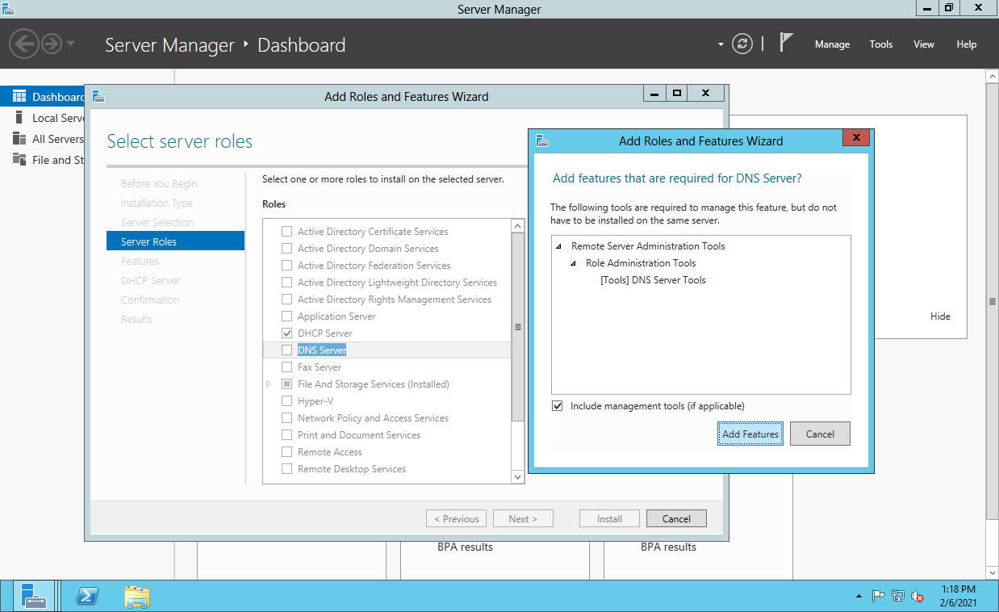 Server Manager
Server Manager ‣ Dashboard
Manage Tools View Help
Dashboard
Local Serve
All Servers
File and St
Add Roles and Features Wizard
Select server roles
Before You Begin
Installation Type
Server Selection
Server Roles
Features
DHCP Server
Confirmation
Results
Select one or more roles to install on the selected server.
Roles
Active Directory Certificate Services
Active Directory Domain Services
Active Directory Federation Services
Active Directory Lightweight Directory Services
Active Directory Rights Management Services
Application Server
DHCP Server
DNS Server
Fax Server
File And Storage Services (Installed)
Hyper-V
Network Policy and Access Services
Print and Document Services
Remote Access
Remote Desktop Services
< Previous
Next >
Install
Cancel
Add Roles and Features Wizard
Add features that are required for DNS Server?
The following tools are required to manage this feature, but do not
have to be installed on the same server.
Remote Server Administration Tools
Role Administration Tools
[Tools] DNS Server Tools
Include management tools (if applicable)
Add Features
Cancel
Hide
BPA results
BPA results
1:18 PM
2/6/2021